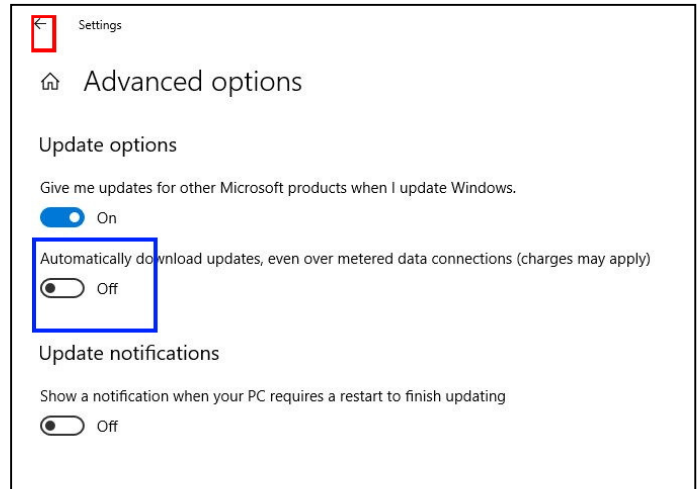 Settings
Advanced options
Update options
Give me updates for other Microsoft products when I update Windows.
On
Automatically download updates, even over metered data connections (charges may apply)
Off
Update notifications
Show a notification when your PC requires a restart to finish updating
Off